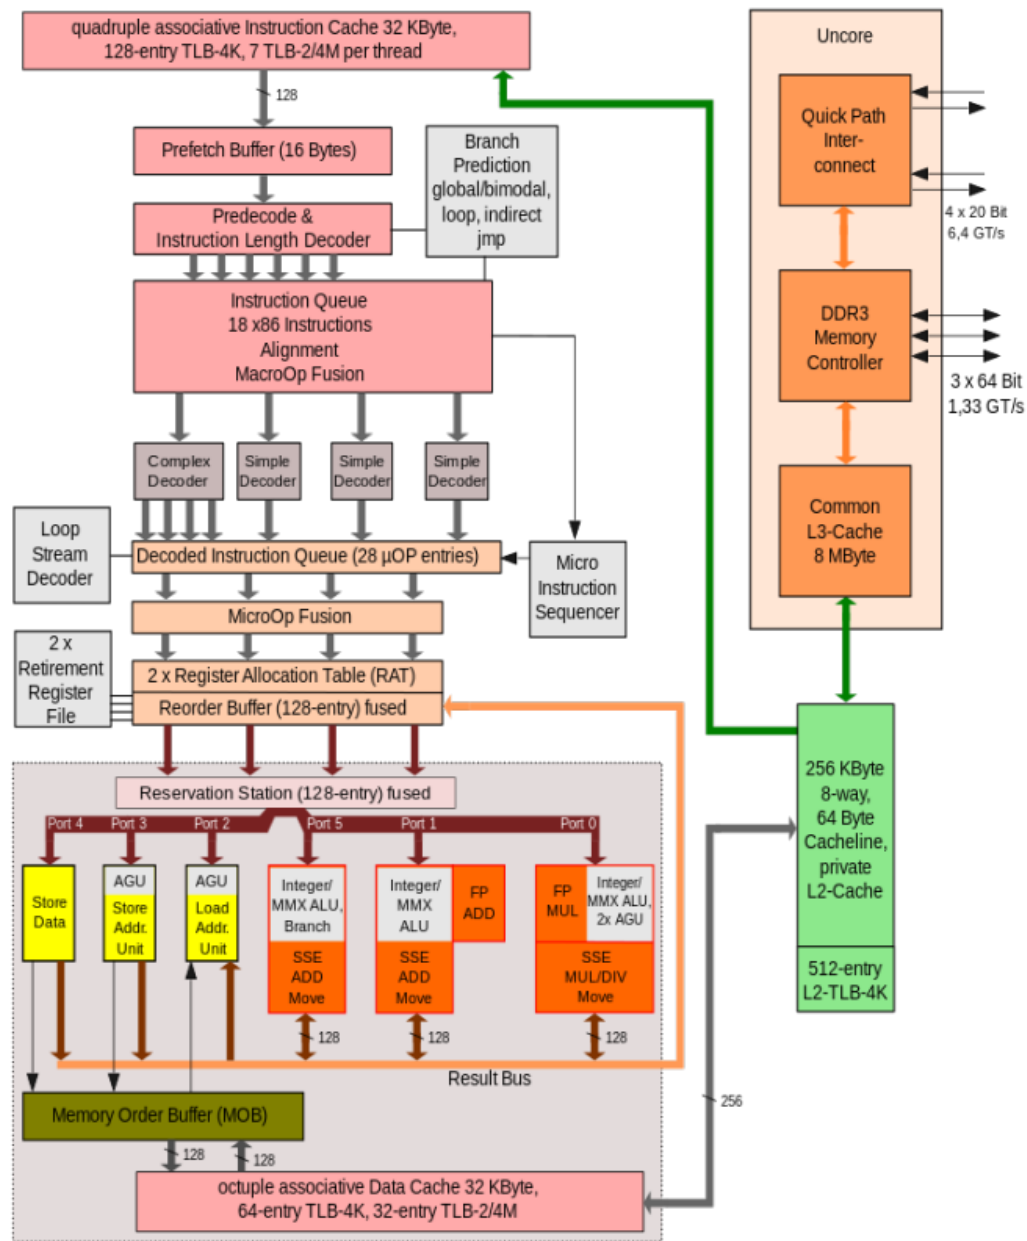 quadruple associative Instruction Cache 32 KByte,
128-entry TLB-4K, 7 TLB-2/4M per thread
128
Prefetch Buffer (16 Bytes)
Predecode &
Instruction Length Decoder
Branch
Prediction
global/bimodal,
loop, indirect
jmp
Instruction Queue
18 x86 Instructions
Alignment
MacroOp Fusion
Complex
Decoder
Simple
Decoder
Simple
Decoder
Simple
Decoder
Loop
Stream
Decoder
Decoded Instruction Queue (28 µOP entries)
Micro
Instruction
Sequencer
MicroOp Fusion
2 x
Retirement
Register
File
2 x Register Allocation Table (RAT)
Reorder Buffer (128-entry) fused
Reservation Station (128-entry) fused
Port 4
Port 3
Port 2
Port 5
Port 1
Port 0
Store
Data
AGU
Store
Addr.
Unit
AGU
Load
Addr.
Unit
Integer/
MMX ALU,
Branch
SSE
ADD
Move
Integer/
MMX
ALU
FP
ADD
SSE
ADD
Move
FP
MUL
Integer/
MMX ALU,
2x AGU
SSE
MUL/DIV
Move
128
128
128
Result Bus
Memory Order Buffer (MOB)
128
128
octuple associative Data Cache 32 KByte,
64-entry TLB-4K, 32-entry TLB-2/4M
256
Uncore
Quick Path
Inter-
connect
4 x 20 Bit
6,4 GT/s
DDR3
Memory
Controller
3 x 64 Bit
1,33 GT/s
Common
L3-Cache
8 MByte
256 KByte
8-way,
64 Byte
Cacheline,
private
L2-Cache
512-entry
L2-TLB-4K